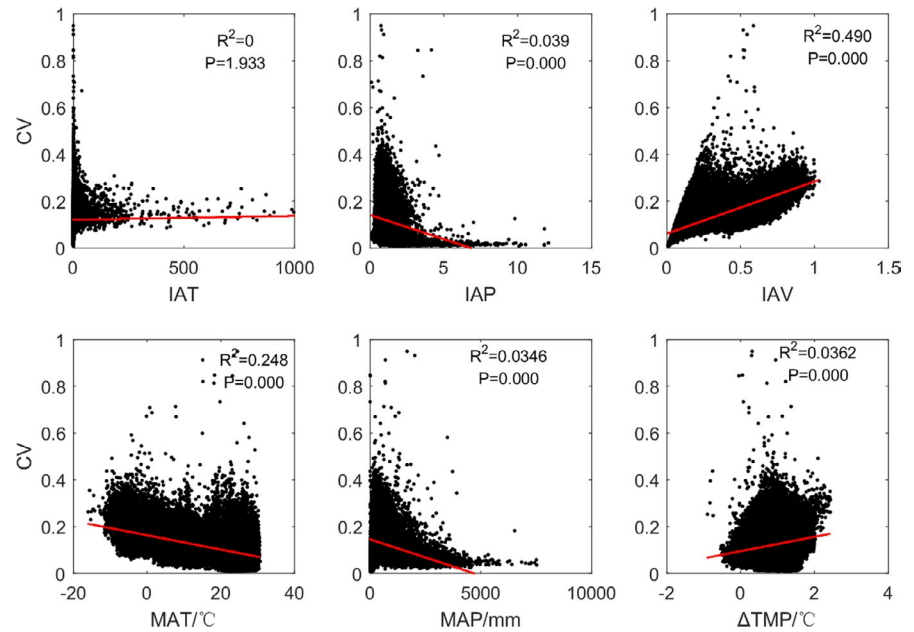 R²=0
P=1.933
CV
1
0.8
0.6
0.4
0.2
0
0 500 1000
IAT
R²=0.039
P=0.000
1
0.8
0.6
0.4
0.2
0
0 5 10 15
IAP
R²=0.490
P=0.000
1
0.8
0.6
0.4
0.2
0
0 0.5 1 1.5
IAV
R²=0.248
P=0.000
CV
1
0.8
0.6
0.4
0.2
0
-20 0 20 40
MAT/℃
R²=0.0346
P=0.000
1
0.8
0.6
0.4
0.2
0
0 5000 10000
MAP/mm
R²=0.0362
P=0.000
1
0.8
0.6
0.4
0.2
0
-2 0 2 4
ΔTMP/℃